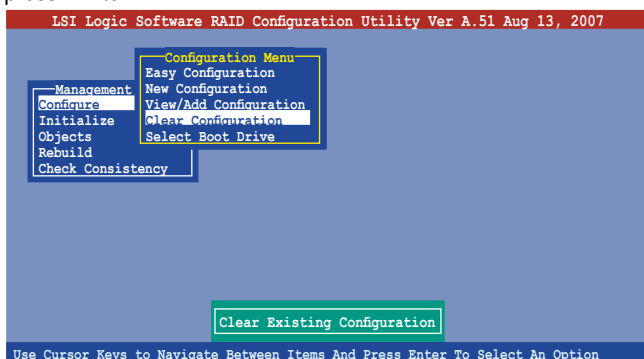 LSI Logic Software RAID Configuration Utility Ver A.51 Aug 13, 2007
Configuration Menu
Easy Configuration
New Configuration
View/Add Configuration
Clear Configuration
Select Boot Drive
Management
Configure
Initialize
Objects
Rebuild
Check Consistency
Clear Existing Configuration
Use Cursor Keys to Navigate Between Items And Press Enter To Select An Option